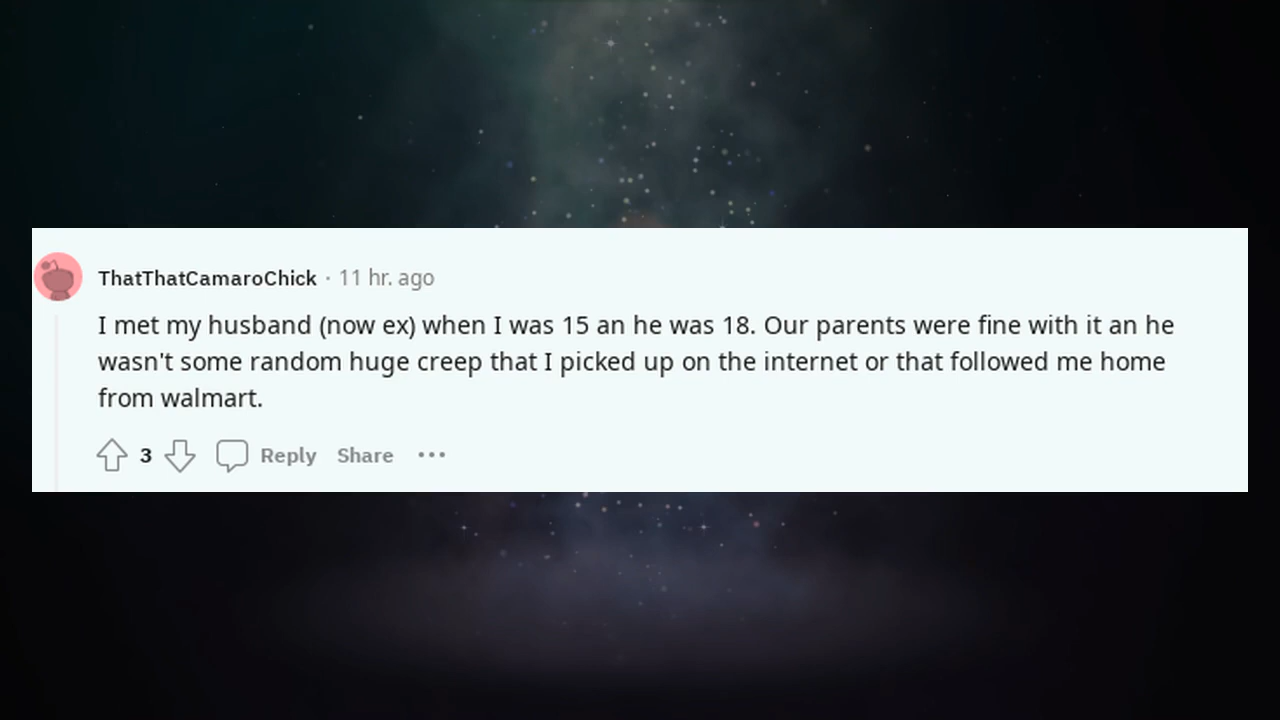 ThatThatCamaroChick · 11 hr. ago
I met my husband (now ex) when I was 15 an he was 18. Our parents were fine with it an he
wasn't some random huge creep that I picked up on the internet or that followed me home
from walmart.
3 Reply Share •••